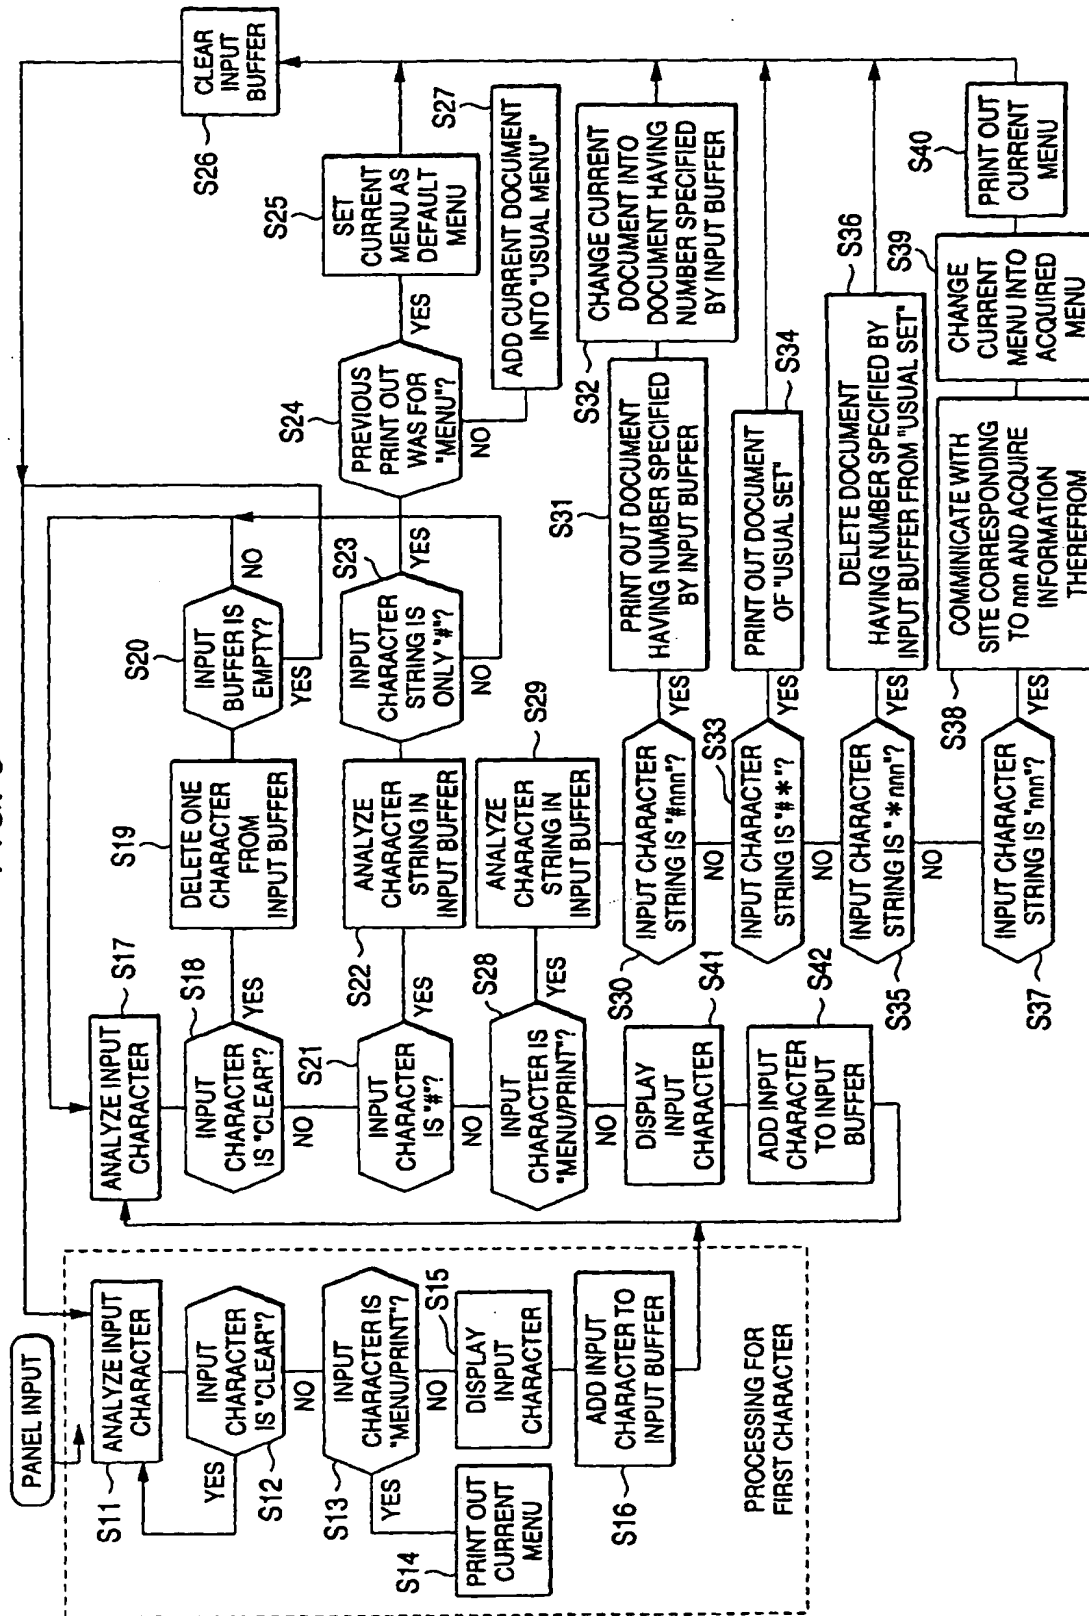 PANEL INPUT
S11
ANALYZE INPUT
CHARACTER
INPUT
CHARACTER
IS "CLEAR"?
YES
S12
NO
INPUT
CHARACTER IS
"MENU/PRINT"?
S13
YES
NO
S14
PRINT OUT
CURRENT
MENU
S15
DISPLAY
INPUT
CHARACTER
ADD INPUT
CHARACTER TO
INPUT BUFFER
S16
PROCESSING FOR
FIRST CHARACTER
S17
ANALYZE INPUT
CHARACTER
S18
INPUT
CHARACTER
IS "CLEAR"?
YES
NO
S19
DELETE ONE
CHARACTER
FROM
INPUT BUFFER
S20
INPUT
BUFFER IS
EMPTY?
NO
YES
S21
INPUT
CHARACTER
IS "#"?
YES
NO
S22
ANALYZE
CHARACTER
STRING IN
INPUT BUFFER
S23
INPUT
CHARACTER
STRING IS
ONLY "#"?
YES
NO
S24
PREVIOUS
PRINT OUT
WAS FOR
"MENU"?
YES
NO
S25
SET
CURRENT
MENU AS
DEFAULT
MENU
S26
CLEAR
INPUT
BUFFER
S27
ADD CURRENT DOCUMENT
INTO "USUAL MENU"
S28
INPUT
CHARACTER IS
"MENU/PRINT"?
YES
NO
S29
ANALYZE
CHARACTER
STRING IN
INPUT BUFFER
S30
INPUT CHARACTER
STRING IS "#nnn"?
YES
NO
S31
PRINT OUT DOCUMENT
HAVING NUMBER SPECIFIED
BY INPUT BUFFER
S32
CHANGE CURRENT
DOCUMENT INTO
DOCUMENT HAVING
NUMBER SPECIFIED
BY INPUT BUFFER
S33
INPUT CHARACTER
STRING IS "# *"?
YES
NO
S34
PRINT OUT DOCUMENT
OF "USUAL SET"
S35
INPUT CHARACTER
STRING IS " * nnn"?
YES
NO
S36
DELETE DOCUMENT
HAVING NUMBER SPECIFIED BY
INPUT BUFFER FROM "USUAL SET"
S37
INPUT CHARACTER
STRING IS "nnn"?
YES
S38
COMMINICATE WITH
SITE CORRESPONDING
TO nnn AND ACQUIRE
INFORMATION
THEREFROM
S39
CHANGE
CURRENT
MENU INTO
ACQUIRED
MENU
S40
PRINT OUT
CURRENT
MENU
S41
DISPLAY
INPUT
CHARACTER
S42
ADD INPUT
CHARACTER
TO INPUT
BUFFER